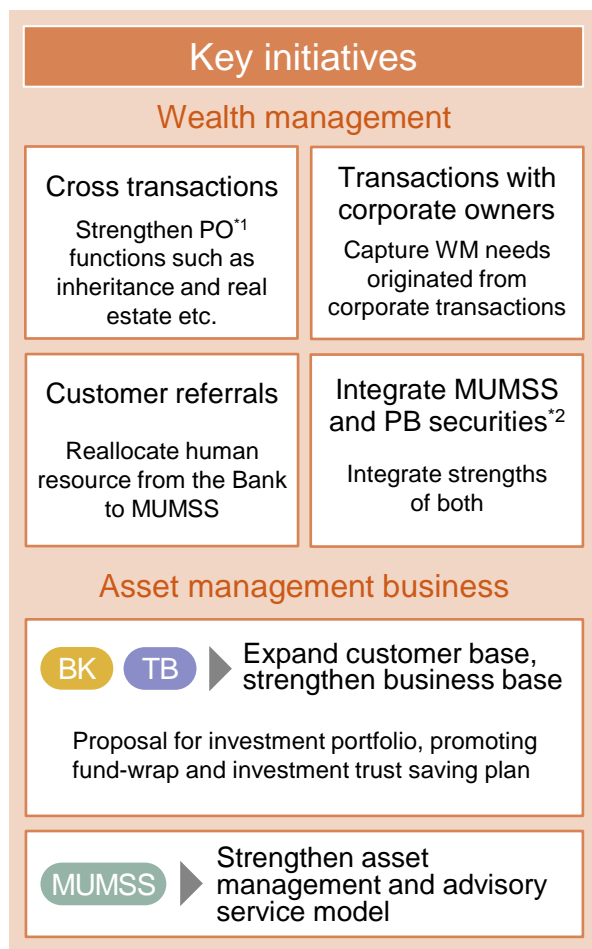 Key initiatives
Wealth management
Cross transactions
Strengthen PO*1
functions such as
inheritance and real
estate etc.
Transactions with
corporate owners
Capture WM needs
originated from
corporate transactions
Customer referrals
Reallocate human
resource from the Bank
to MUMSS
Integrate MUMSS
and PB securities*2
Integrate strengths
of both
Asset management business
BK TB Expand customer base,
strengthen business base
Proposal for investment portfolio, promoting
fund-wrap and investment trust saving plan
MUMSS Strengthen asset
management and advisory
service model